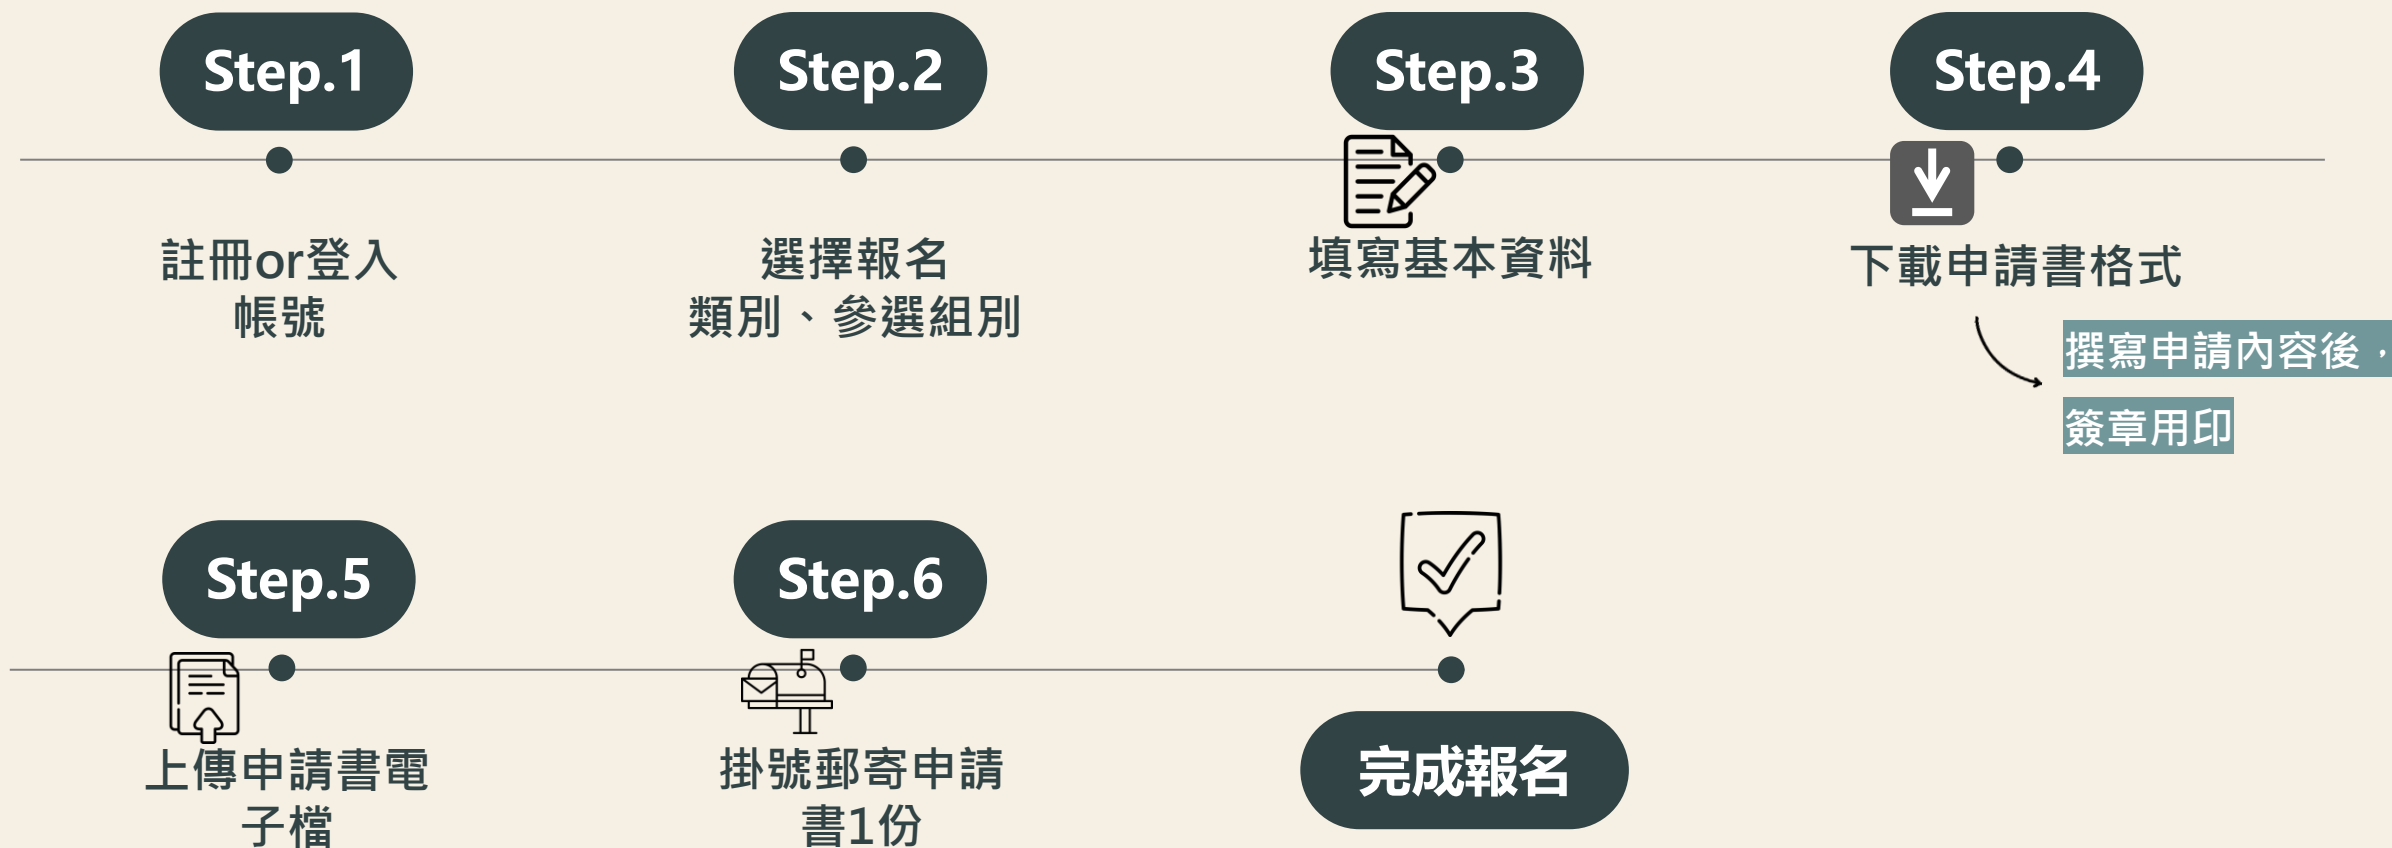 Step.1
註冊or登入
帳號
Step.2
選擇報名
類別、參選組別
Step.3
填寫基本資料
Step.4
下載申請書格式
撰寫申請內容後，
簽章用印
Step.5
上傳申請書電
子檔
Step.6
掛號郵寄申請
書1份
完成報名